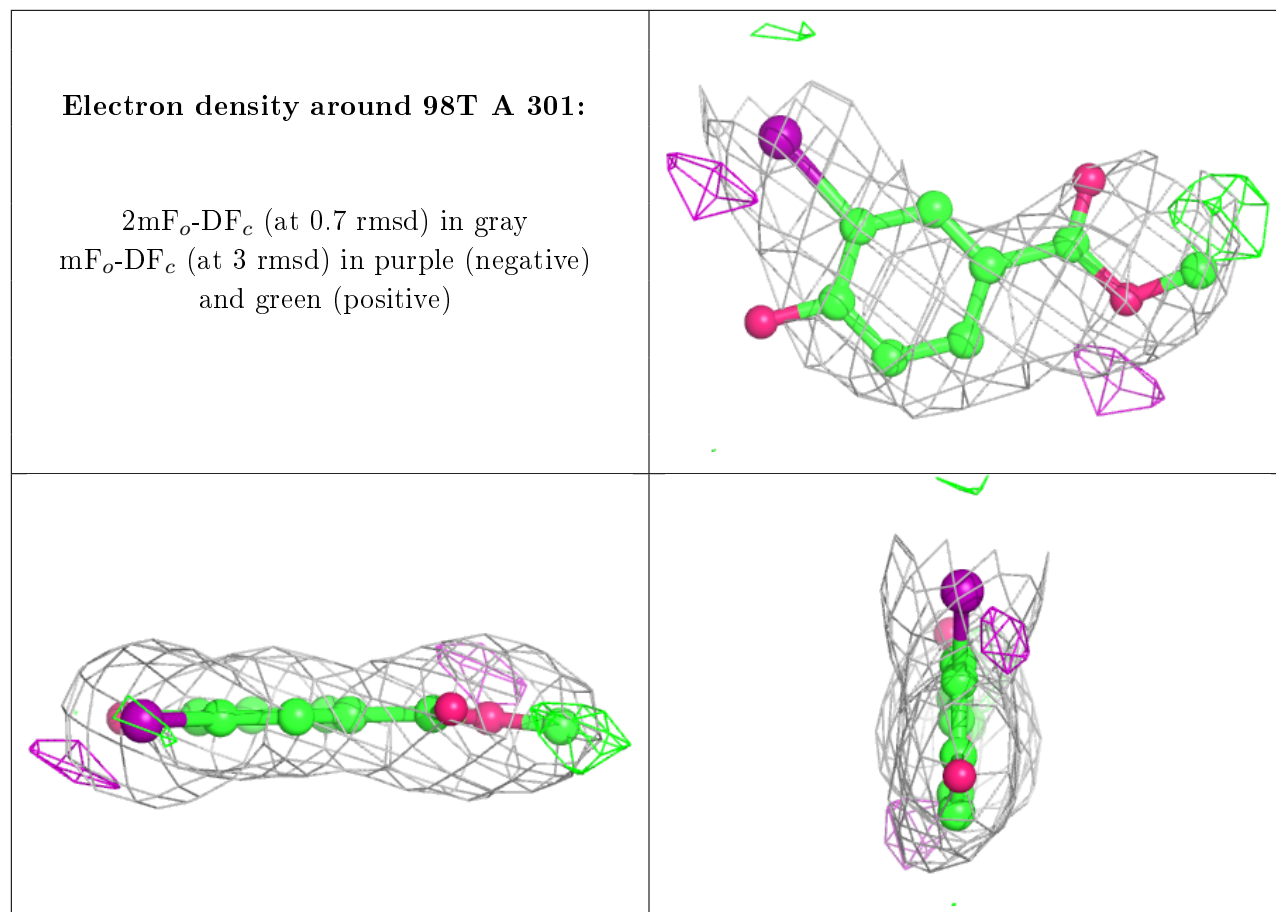 Electron density around 98T A 301:
2mFo-DFc (at 0.7 rmsd) in gray
mFo-DFc (at 3 rmsd) in purple (negative)
and green (positive)